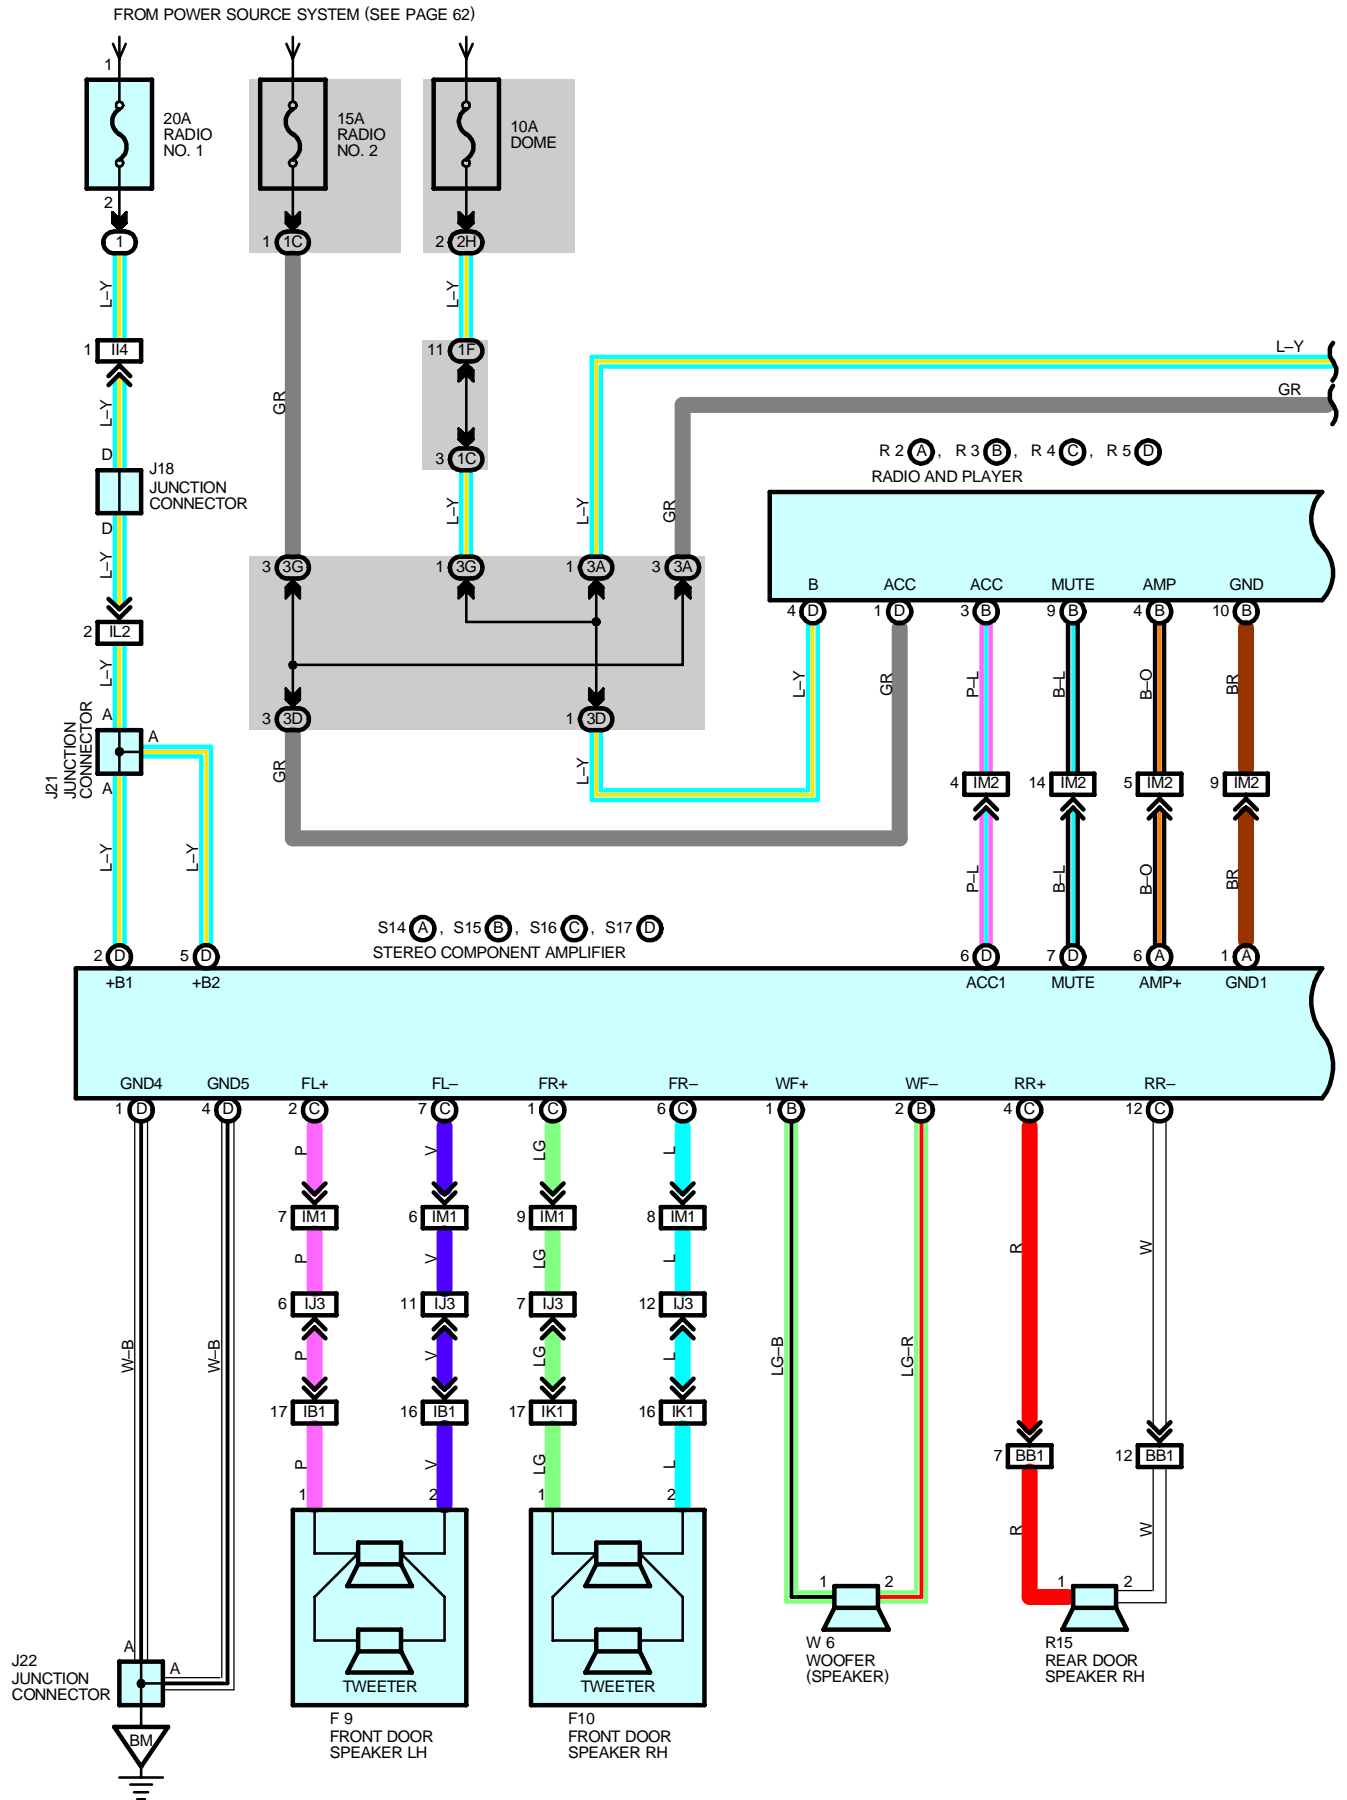 FROM POWER SOURCE SYSTEM (SEE PAGE 62)
1
20A
RADIO
NO. 1
15A
RADIO
NO. 2
10A
DOME
2
1
1 1C
2 2H
L–Y
L–Y
1 II4
11 1F
L–Y
GR
L–Y
GR
D
J18
JUNCTION
CONNECTOR
D
3 1C
R 2 A , R 3 B , R 4 C , R 5 D
RADIO AND PLAYER
L–Y
L–Y
L–Y
GR
3 3G
1 3G
1 3A
3 3A
B ACC ACC MUTE AMP GND
4 D 1 D 3 B 9 B 4 B 10 B
2 IL2
L–Y
L–Y
GR
P–L
B–L
B–O
BR
A
A
J21
JUNCTION
CONNECTOR
A
3 3D
1 3D
GR
L–Y
4 IM2
14 IM2
5 IM2
9 IM2
L–Y
L–Y
P–L
B–L
B–O
BR
S14 A , S15 B , S16 C , S17 D
STEREO COMPONENT AMPLIFIER
2 D 5 D 6 D 7 D 6 A 1 A
+B1 +B2 ACC1 MUTE AMP+ GND1
GND4 GND5 FL+ FL– FR+ FR– WF+ WF– RR+ RR–
1 D 4 D 2 C 7 C 1 C 6 C 1 B 2 B 4 C 12 C
P V LG L
7 IM1
6 IM1
9 IM1
8 IM1
P V LG L
R W
6 IJ3
11 IJ3
7 IJ3
12 IJ3
W–B W–B
P V LG L
LG–B LG–R
17 IB1
16 IB1
17 IK1
16 IK1
7 BB1
12 BB1
P V LG L
1 2 1 2
R W
1 2
1 2
W 6
WOOFER
(SPEAKER)
R15
REAR DOOR
SPEAKER RH
A
A
J22
JUNCTION
CONNECTOR
TWEETER
TWEETER
BM
F 9
FRONT DOOR
SPEAKER LH
F10
FRONT DOOR
SPEAKER RH